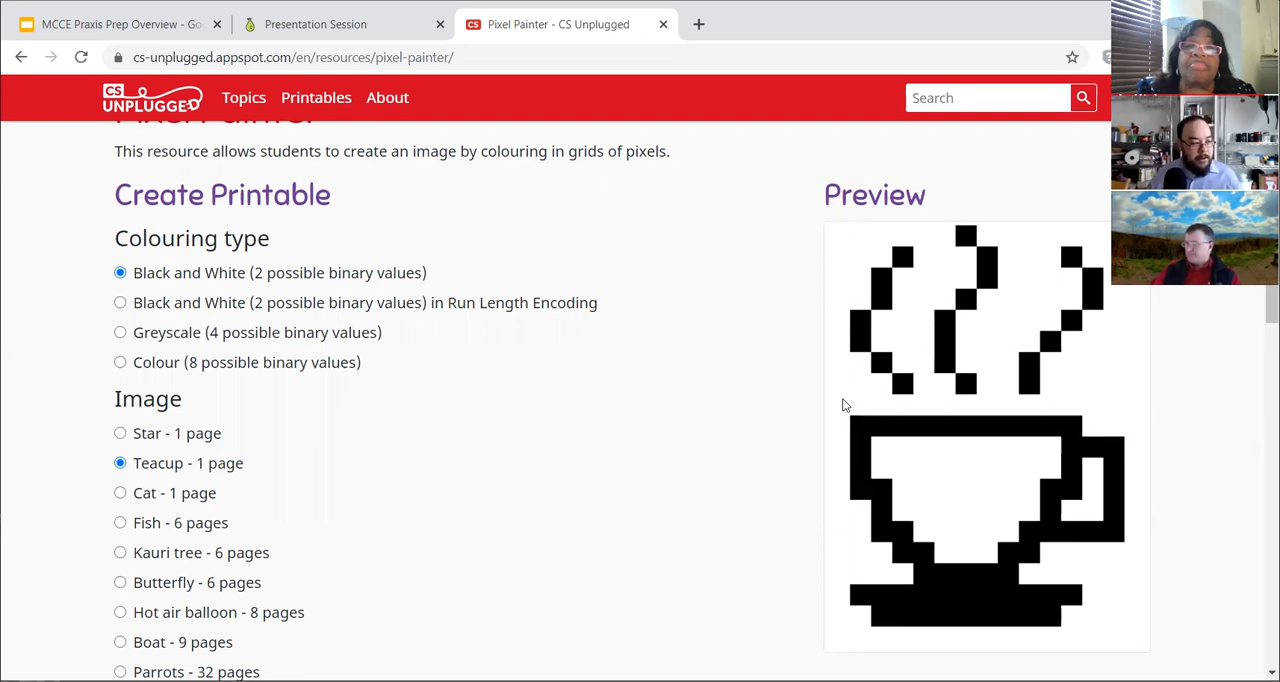 MCCE Praxis Prep Overview - Go
Presentation Session
CS Pixel Painter - CS Unplugged
cs-unplugged.appspot.com/en/resources/pixel-painter/
CS UNPLUGGED
Topics Printables About
Search
Pixel Painter
This resource allows students to create an image by colouring in grids of pixels.
Create Printable
Preview
Colouring type
Black and White (2 possible binary values)
Black and White (2 possible binary values) in Run Length Encoding
Greyscale (4 possible binary values)
Colour (8 possible binary values)
Image
Star - 1 page
Teacup - 1 page
Cat - 1 page
Fish - 6 pages
Kauri tree - 6 pages
Butterfly - 6 pages
Hot air balloon - 8 pages
Boat - 9 pages
Parrots - 32 pages